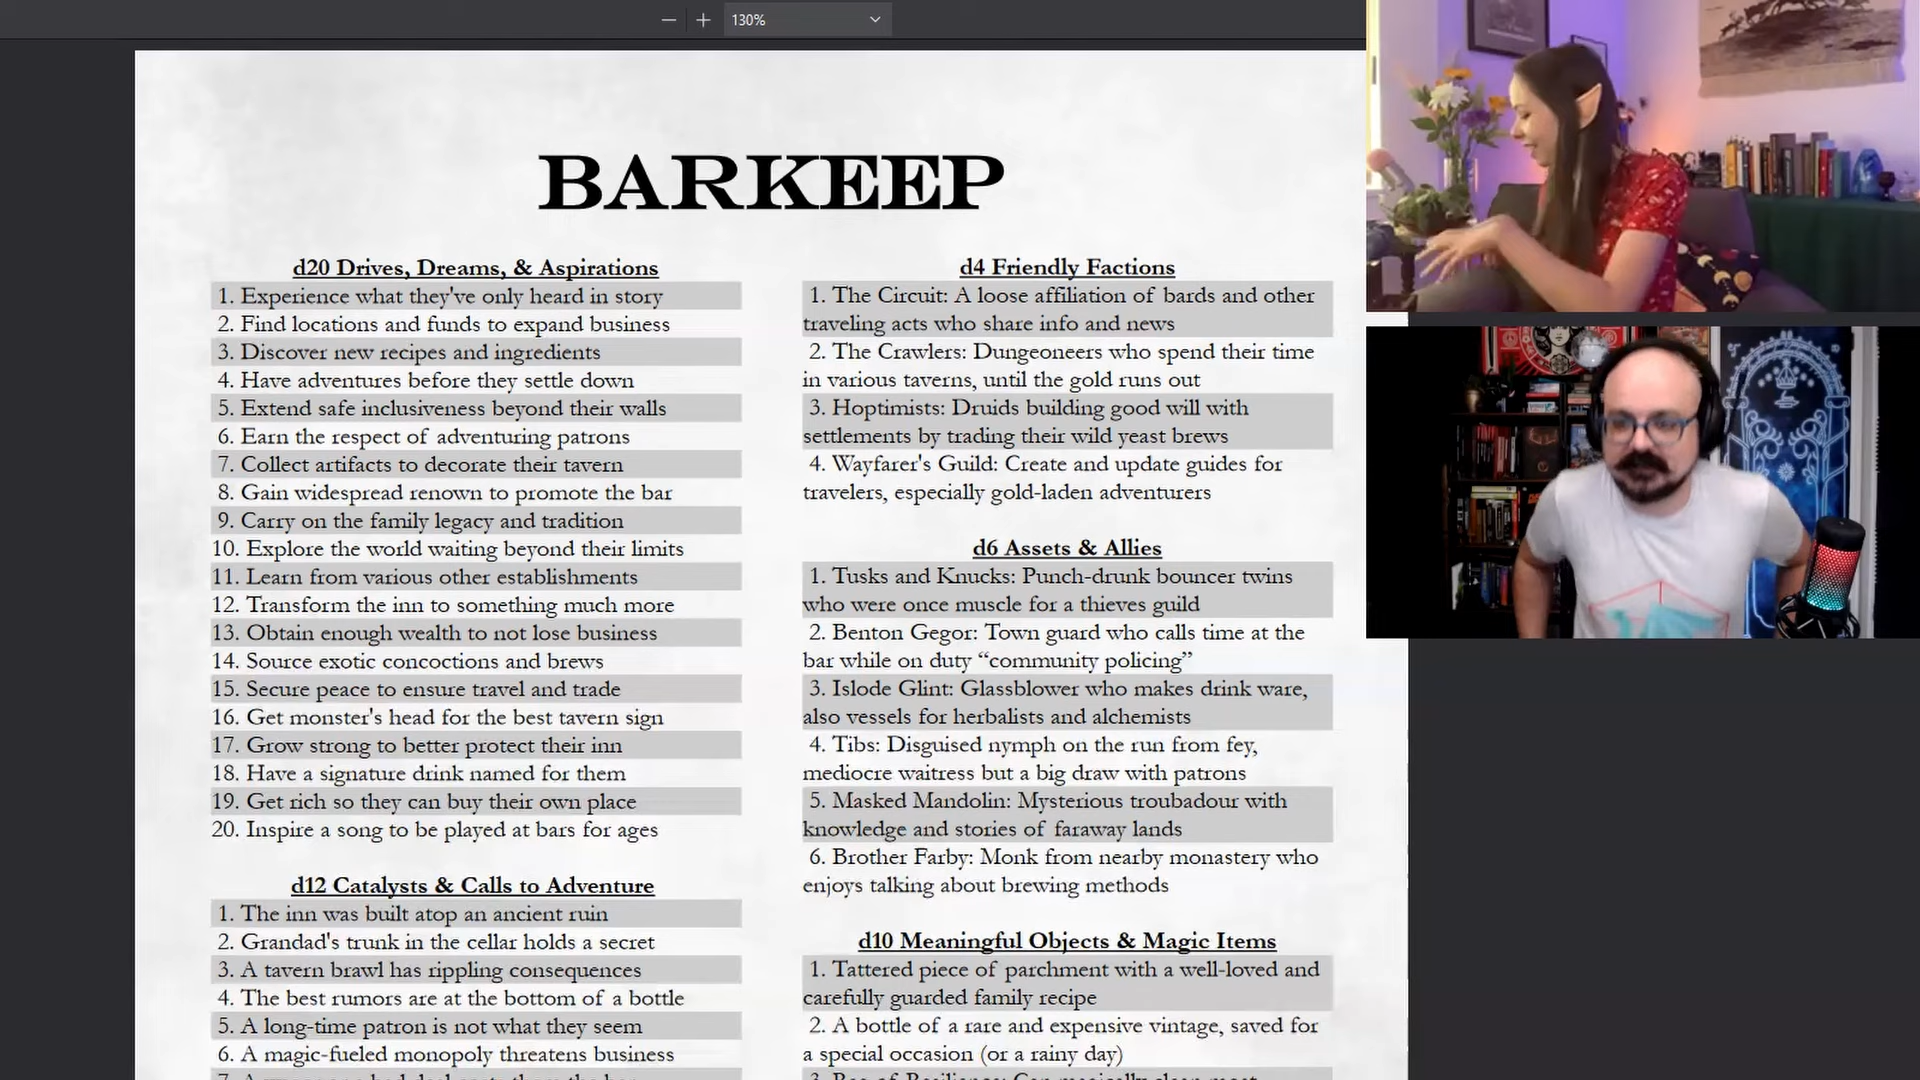 130%
BARKEEP
d20 Drives, Dreams, & Aspirations
1. Experience what they've only heard in story
2. Find locations and funds to expand business
3. Discover new recipes and ingredients
4. Have adventures before they settle down
5. Extend safe inclusiveness beyond their walls
6. Earn the respect of adventuring patrons
7. Collect artifacts to decorate their tavern
8. Gain widespread renown to promote the bar
9. Carry on the family legacy and tradition
10. Explore the world waiting beyond their limits
11. Learn from various other establishments
12. Transform the inn to something much more
13. Obtain enough wealth to not lose business
14. Source exotic concoctions and brews
15. Secure peace to ensure travel and trade
16. Get monster's head for the best tavern sign
17. Grow strong to better protect their inn
18. Have a signature drink named for them
19. Get rich so they can buy their own place
20. Inspire a song to be played at bars for ages
d12 Catalysts & Calls to Adventure
1. The inn was built atop an ancient ruin
2. Grandad's trunk in the cellar holds a secret
3. A tavern brawl has rippling consequences
4. The best rumors are at the bottom of a bottle
5. A long-time patron is not what they seem
6. A magic-fueled monopoly threatens business
d4 Friendly Factions
1. The Circuit: A loose affiliation of bards and other
traveling acts who share info and news
2. The Crawlers: Dungeoneers who spend their time
in various taverns, until the gold runs out
3. Hoptimists: Druids building good will with
settlements by trading their wild yeast brews
4. Wayfarer's Guild: Create and update guides for
travelers, especially gold-laden adventurers
d6 Assets & Allies
1. Tusks and Knucks: Punch-drunk bouncer twins
who were once muscle for a thieves guild
2. Benton Gegor: Town guard who calls time at the
bar while on duty “community policing”
3. Islode Glint: Glassblower who makes drink ware,
also vessels for herbalists and alchemists
4. Tibs: Disguised nymph on the run from fey,
mediocre waitress but a big draw with patrons
5. Masked Mandolin: Mysterious troubadour with
knowledge and stories of faraway lands
6. Brother Farby: Monk from nearby monastery who
enjoys talking about brewing methods
d10 Meaningful Objects & Magic Items
1. Tattered piece of parchment with a well-loved and
carefully guarded family recipe
2. A bottle of a rare and expensive vintage, saved for
a special occasion (or a rainy day)